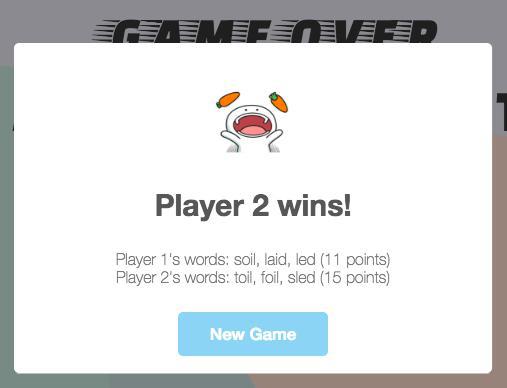 GAME OVER
Player 2 wins!
Player 1's words: soil, laid, led (11 points)
Player 2's words: toil, foil, sled (15 points)
New Game